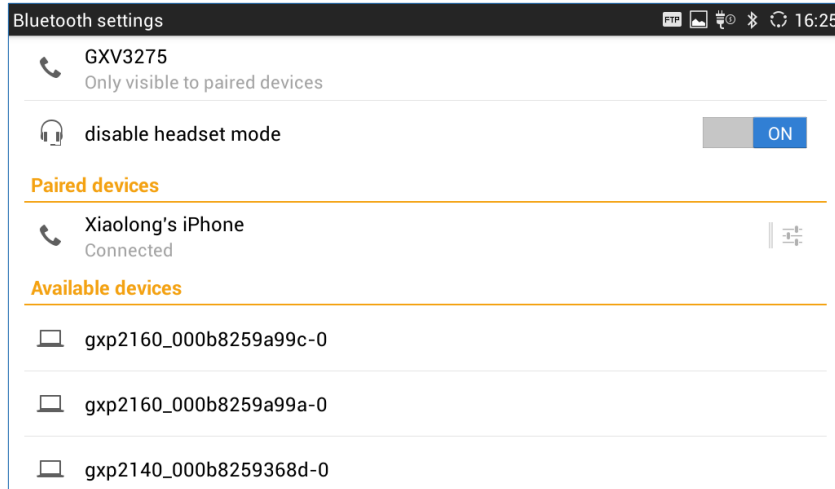 Bluetooth settings
FTP 16:25
GXV3275
Only visible to paired devices
disable headset mode
ON
Paired devices
Xiaolong's iPhone
Connected
Available devices
gxp2160_000b8259a99c-0
gxp2160_000b8259a99a-0
gxp2140_000b8259368d-0